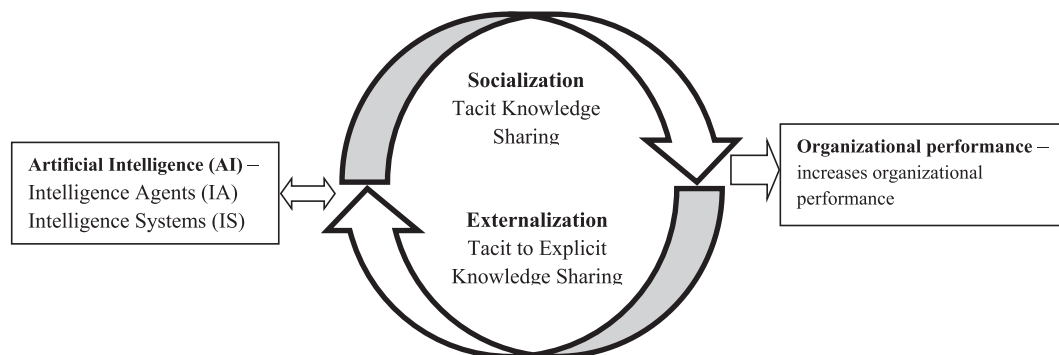 Socialization
Tacit Knowledge
Sharing
Artificial Intelligence (AI) –
Intelligence Agents (IA)
Intelligence Systems (IS)
Organizational performance –
increases organizational
performance
Externalization
Tacit to Explicit
Knowledge Sharing